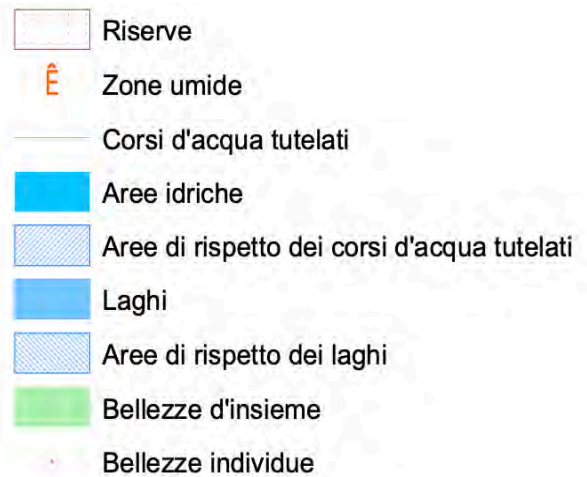 Riserve
Ê Zone umide
Corsi d'acqua tutelati
Aree idriche
Aree di rispetto dei corsi d'acqua tutelati
Laghi
Aree di rispetto dei laghi
Bellezze d'insieme
Bellezze individue